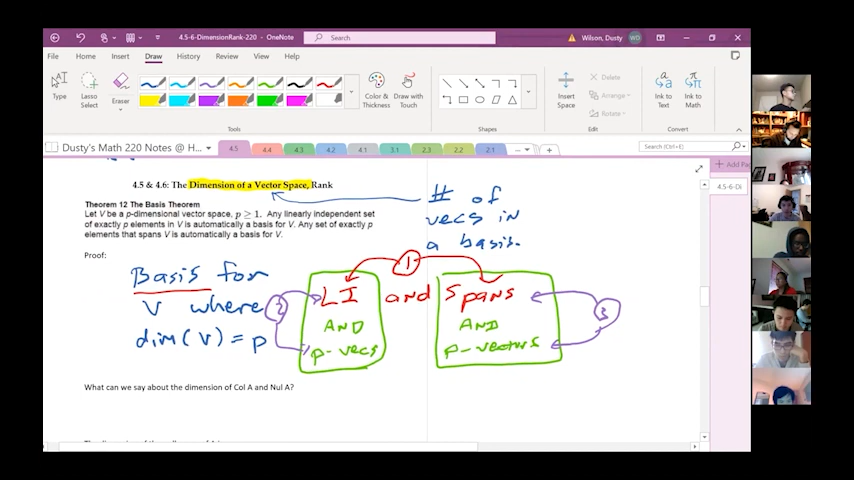 4.5-6-DimensionRank-220 - OneNote
Search
Wilson, Dusty
WD
File
Home
Insert
Draw
History
Review
View
Help
Type
Lasso Select
Eraser
Color & Thickness
Draw with Touch
Insert Space
Delete
Arrange
Rotate
Ink to Text
Ink to Math
Tools
Shapes
Edit
Convert
Dusty's Math 220 Notes @ H...
4.5
4.4
4.3
4.2
4.1
3.1
2.3
2.2
2.1
Search (Ctrl+E)
Add Pa
4.5-6-Di
4.5 & 4.6: The Dimension of a Vector Space, Rank
# of vecs in a basis.
Theorem 12 The Basis Theorem
Let V be a p-dimensional vector space, p ≥ 1. Any linearly independent set
of exactly p elements in V is automatically a basis for V. Any set of exactly p
elements that spans V is automatically a basis for V.
Proof:
Basis for
V where
dim(V) = p
1
2
LI and Spans
AND
p-vecs
AND
p-vectors
3
What can we say about the dimension of Col A and Nul A?